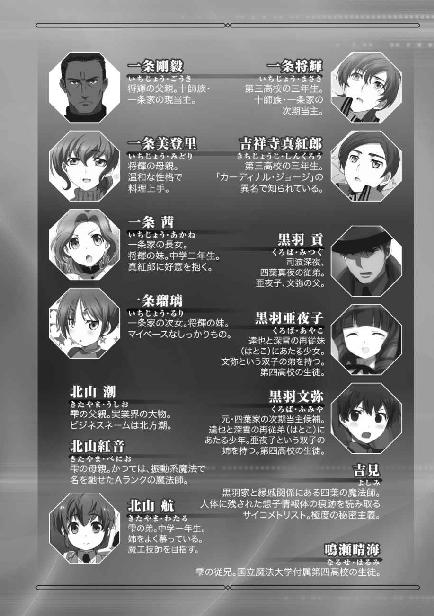 一条剛毅
いちじょう・ごうき
将輝の父親。十師族・
一条家の現当主。
一条将輝
いちじょう・まさき
第三高校の三年生。
十師族・一条家の
次期当主。
一条美登里
いちじょう・みどり
将輝の母親。
温和な性格で
料理上手。
吉祥寺真紅郎
きちじょうじ・しんくろう
第三高校の三年生。
「カーディナル・ジョージ」の
異名で知られている。
一条 茜
いちじょう・あかね
一条家の長女。
将輝の妹。中学二年生。
真紅郎に好意を抱く。
黒羽 貢
くろば・みつぐ
司波深夜、
四葉真夜の従弟。
亜夜子、文弥の父。
一条瑠璃
いちじょう・るり
一条家の次女。将輝の妹。
マイペースなしっかりもの。
黒羽亜夜子
くろば・あやこ
達也と深雪の再従妹
(はとこ)にあたる少女。
文弥という双子の弟を持つ。
第四高校の生徒。
北山 潮
きたやま・うしお
雫の父親。実業界の大物。
ビジネスネームは北方潮。
黒羽文弥
くろば・ふみや
元・四葉家の次期当主候補。
達也と深雪の再従弟(はとこ)に
あたる少年。亜夜子という双子の
姉を持つ。第四高校の生徒。
北山紅音
きたやま・べにお
雫の母親。かつては、振動系魔法で
名を馳せたAランクの魔法師。
吉見
よしみ
黒羽家と縁戚関係にある四葉の魔法師。
人体に残された想子情報体の痕跡を読み取る
サイコメトリスト。極度の秘密主義。
北山 航
きたやま・わたる
雫の弟。中学一年生。
姉をよく慕っている。
魔工技師を目指す。
鳴瀬晴海
なるせ・はるみ
雫の従兄。国立魔法大学付属第四高校の生徒。